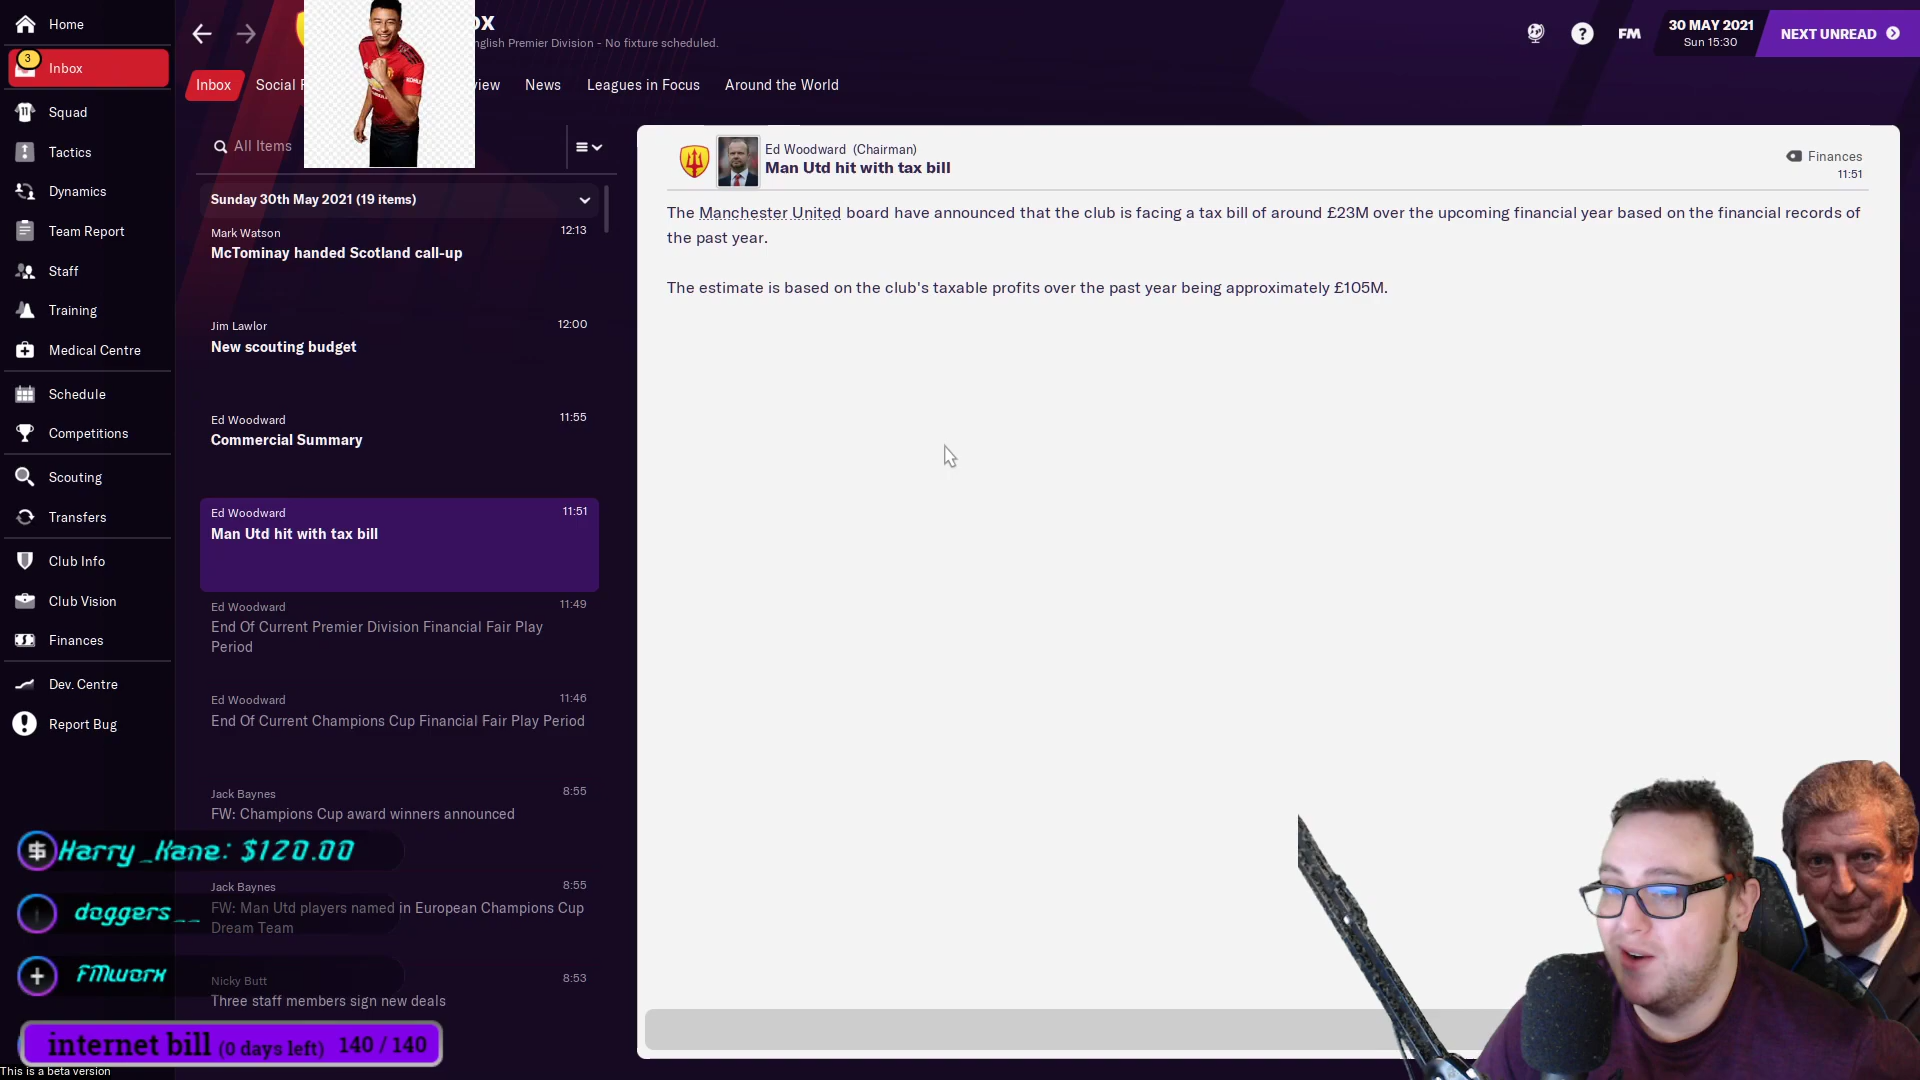 Home
3
Inbox
Squad
Tactics
Dynamics
Team Report
Staff
Training
Medical Centre
Schedule
Competitions
Scouting
Transfers
Club Info
Club Vision
Finances
Dev. Centre
Report Bug
nglish Premier Division - No fixture scheduled.
FM
30 MAY 2021
Sun 15:30
NEXT UNREAD
Inbox
Social
News
Leagues in Focus
Around the World
All Items
Sunday 30th May 2021 (19 items)
Mark Watson 12:13
McTominay handed Scotland call-up
Jim Lawlor 12:00
New scouting budget
Ed Woodward 11:55
Commercial Summary
Ed Woodward 11:51
Man Utd hit with tax bill
Ed Woodward 11:49
End Of Current Premier Division Financial Fair Play
Period
Ed Woodward 11:46
End Of Current Champions Cup Financial Fair Play Period
Jack Baynes 8:55
FW: Champions Cup award winners announced
Jack Baynes 8:55
FW: Man Utd players named in European Champions Cup
Dream Team
Nicky Butt 8:53
Three staff members sign new deals
Ed Woodward (Chairman)
Man Utd hit with tax bill
Finances
11:51
The Manchester United board have announced that the club is facing a tax bill of around £23M over the upcoming financial year based on the financial records of
the past year.
The estimate is based on the club's taxable profits over the past year being approximately £105M.
Harry_Kane: $120.00
daggers__
FMworx
internet bill (0 days left) 140 / 140
This is a beta version